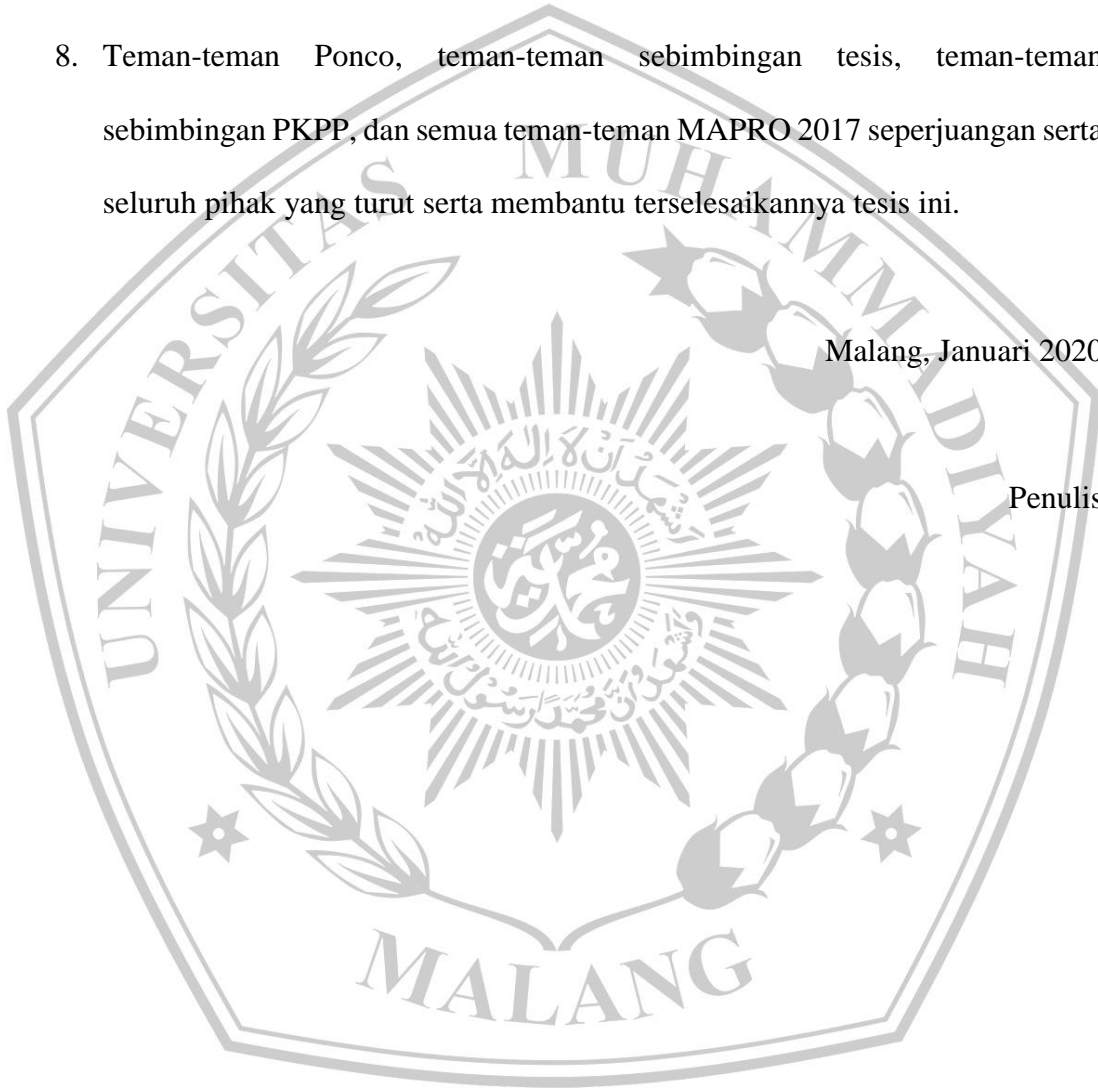 8. Teman-teman Ponco, teman-teman sebimbingan tesis, teman-teman
sebimbingan PKPP, dan semua teman-teman MAPRO 2017 seperjuangan serta
seluruh pihak yang turut serta membantu terselesaikannya tesis ini.
Malang, Januari 2020
Penulis
UNIVERSITAS MUHAMMADIYAH
MALANG